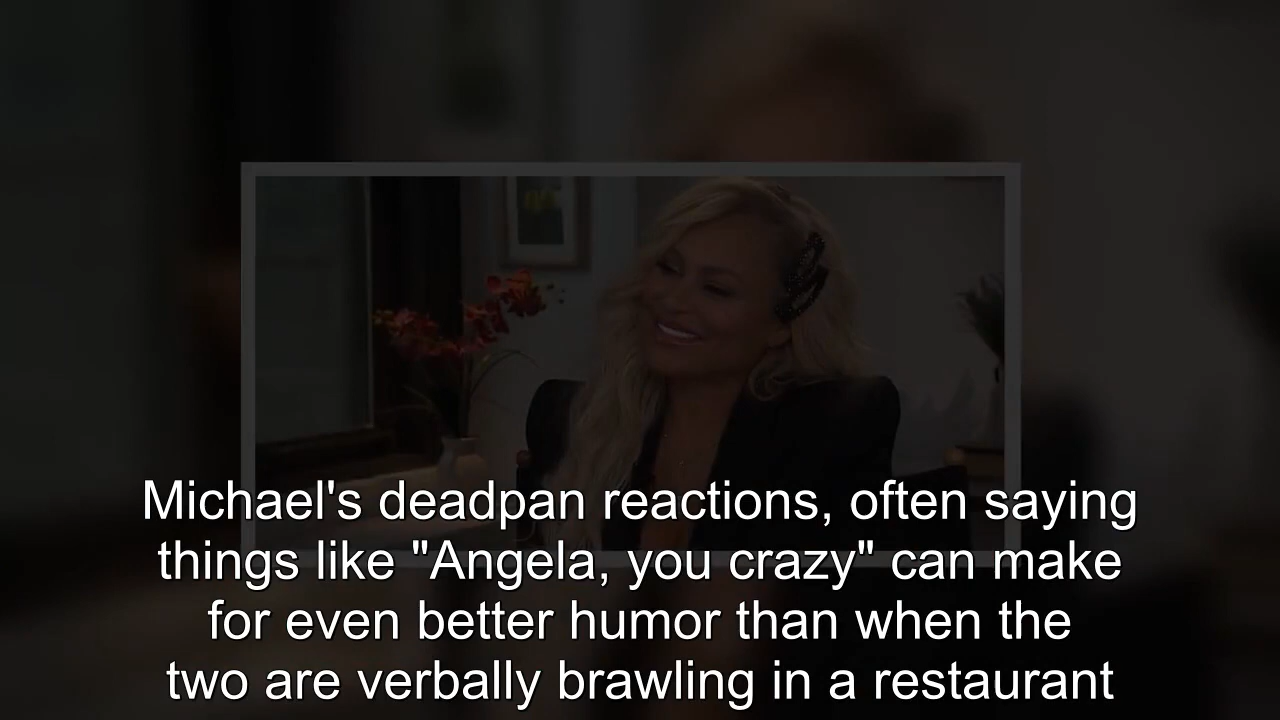 Michael's deadpan reactions, often saying
things like "Angela, you crazy" can make
for even better humor than when the
two are verbally brawling in a restaurant